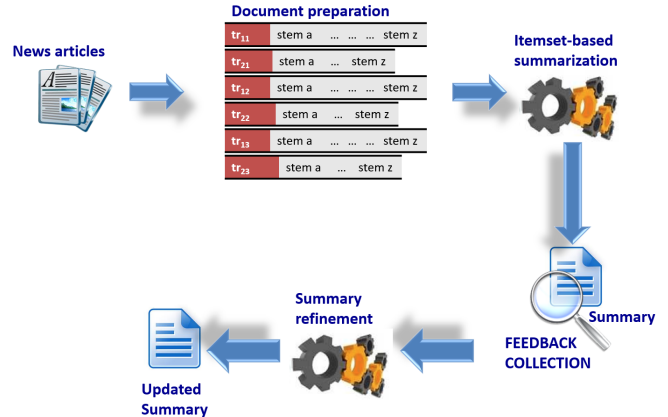 Document preparation
News articles
tr11 stem a ... ... ... stem z
tr21 stem a ... stem z
tr12 stem a ... ... ... stem z
tr22 stem a ... stem z
tr13 stem a ... ... ... stem z
tr23 stem a ... stem z
Itemset-based
summarization
Summary
FEEDBACK
COLLECTION
Summary
refinement
Updated
Summary